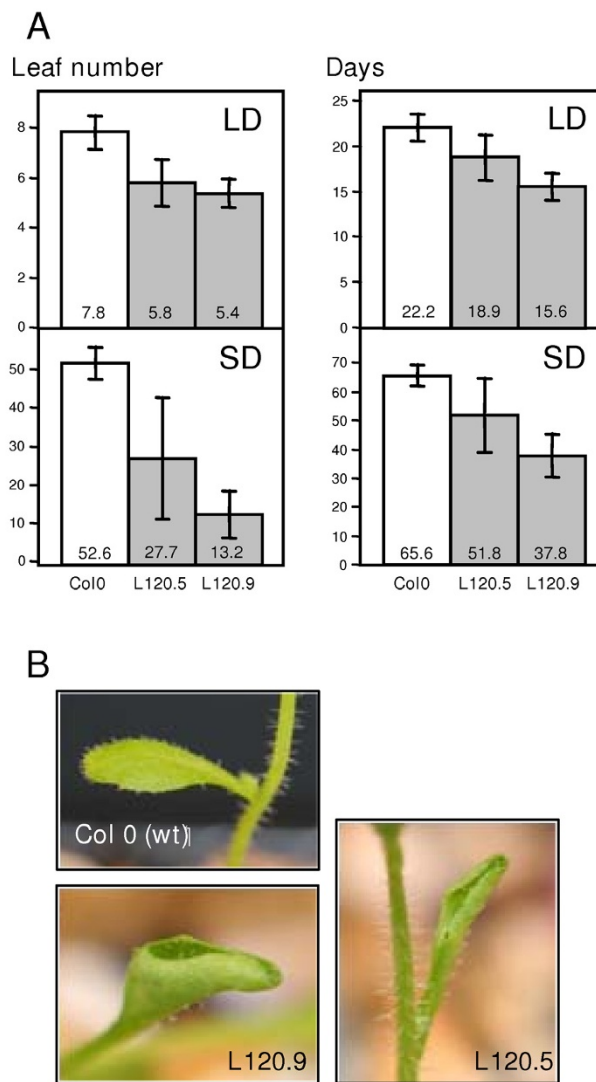 A
Leaf number
Days
8
6
4
2
0
LD
7.8 5.8 5.4
25
20
15
10
5
0
LD
22.2 18.9 15.6
50
40
30
20
10
0
SD
52.6 27.7 13.2
Col0 L120.5 L120.9
70
60
50
40
30
20
10
0
SD
65.6 51.8 37.8
Col0 L120.5 L120.9
B
Col 0 (wt)
L120.9
L120.5